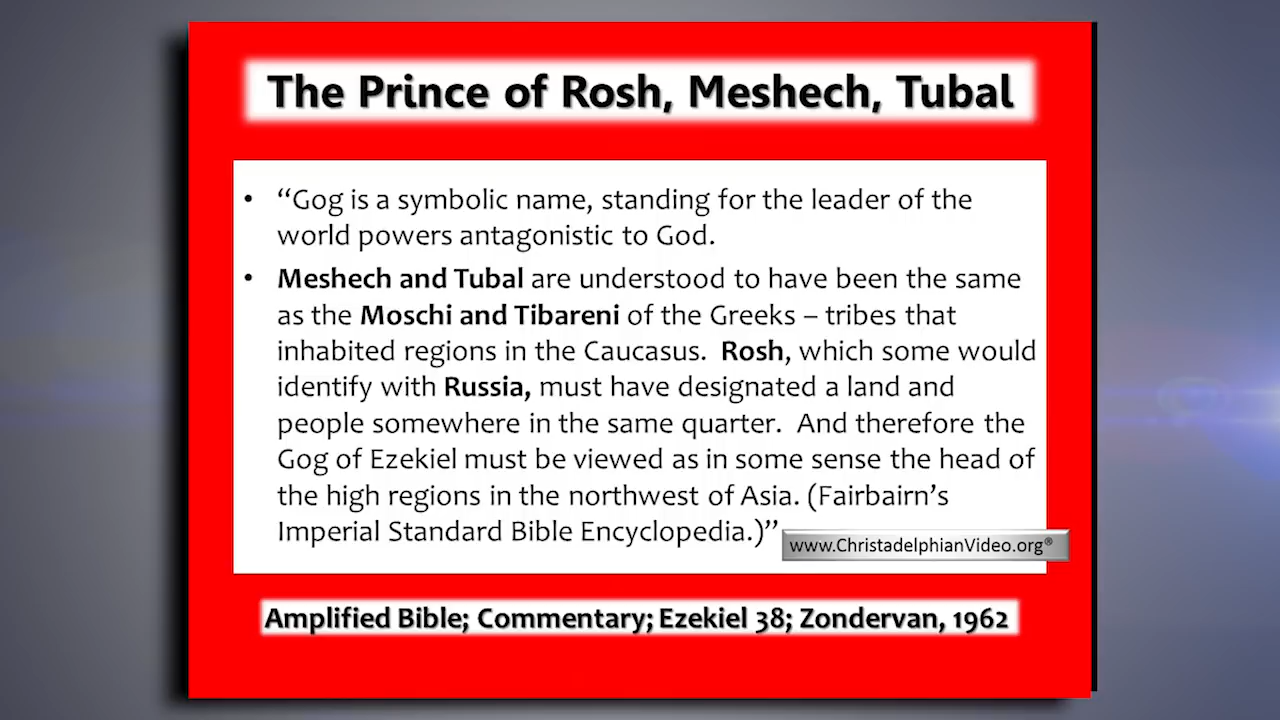 The Prince of Rosh, Meshech, Tubal
• “Gog is a symbolic name, standing for the leader of the
world powers antagonistic to God.
• Meshech and Tubal are understood to have been the same
as the Moschi and Tibareni of the Greeks – tribes that
inhabited regions in the Caucasus. Rosh, which some would
identify with Russia, must have designated a land and
people somewhere in the same quarter. And therefore the
Gog of Ezekiel must be viewed as in some sense the head of
the high regions in the northwest of Asia. (Fairbairn’s
Imperial Standard Bible Encyclopedia.)”
www.ChristadelphianVideo.org®
Amplified Bible; Commentary; Ezekiel 38; Zondervan, 1962